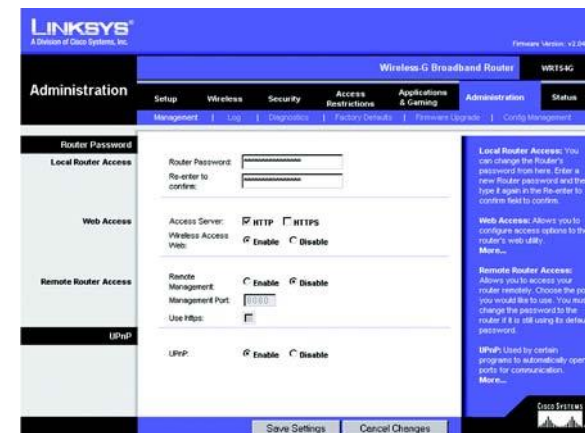 LINKSYS®
A Division of Cisco Systems, Inc.
Firmware Version: v2.04
Wireless-G Broadband Router
WRT54G
Administration
Setup
Wireless
Security
Access Restrictions
Applications & Gaming
Administration
Status
Management | Log | Diagnostics | Factory Defaults | Firmware Upgrade | Config Management
Router Password
Local Router Access
Router Password:
Re-enter to
confirm:
Web Access
Access Server: HTTP HTTPS
Wireless Access
Web: Enable Disable
Remote Router Access
Remote
Management: Enable Disable
Management Port:
Use https:
UPnP
UPnP: Enable Disable
Local Router Access: You
can change the Router's
password from here. Enter a
new Router password and the
type it again in the Re-enter to
confirm field to confirm.
Web Access: Allows you to
configure access options to the
router's web utility.
More...
Remote Router Access:
Allows you to access your
router remotely. Choose the po
you would like to use. You mus
change the password to the
router if it is still using its defau
password.
UPnP: Used by certain
programs to automatically open
ports for communication.
More...
Save Settings
Cancel Changes
CISCO SYSTEMS